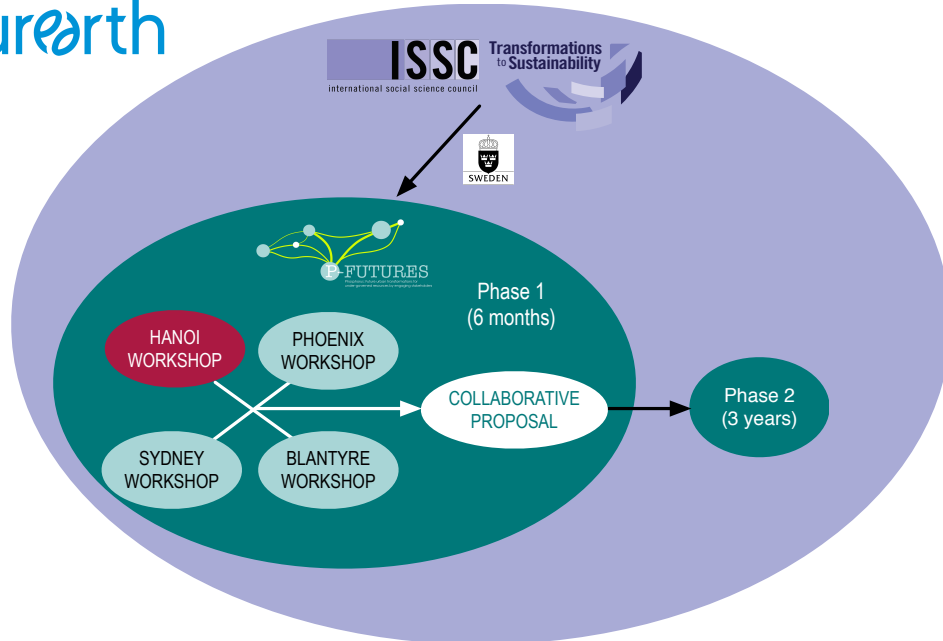 urearth
ISSC
international social science council
Transformations
to Sustainability
SWEDEN
P-FUTURES
Phase 1
(6 months)
HANOI
WORKSHOP
PHOENIX
WORKSHOP
COLLABORATIVE
PROPOSAL
Phase 2
(3 years)
SYDNEY
WORKSHOP
BLANTYRE
WORKSHOP